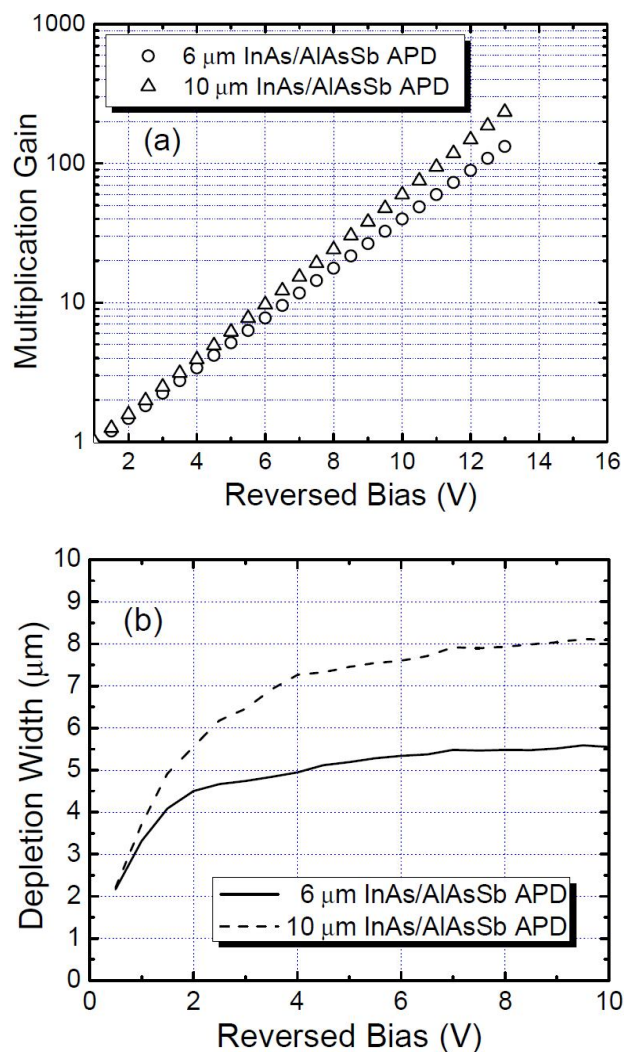 1000
100
10
1
Multiplication Gain
6 μm InAs/AlAsSb APD
10 μm InAs/AlAsSb APD
(a)
2 4 6 8 10 12 14 16
Reversed Bias (V)
10
9
8
7
6
5
4
3
2
1
0
Depletion Width (μm)
(b)
6 μm InAs/AlAsSb APD
10 μm InAs/AlAsSb APD
0 2 4 6 8 10
Reversed Bias (V)